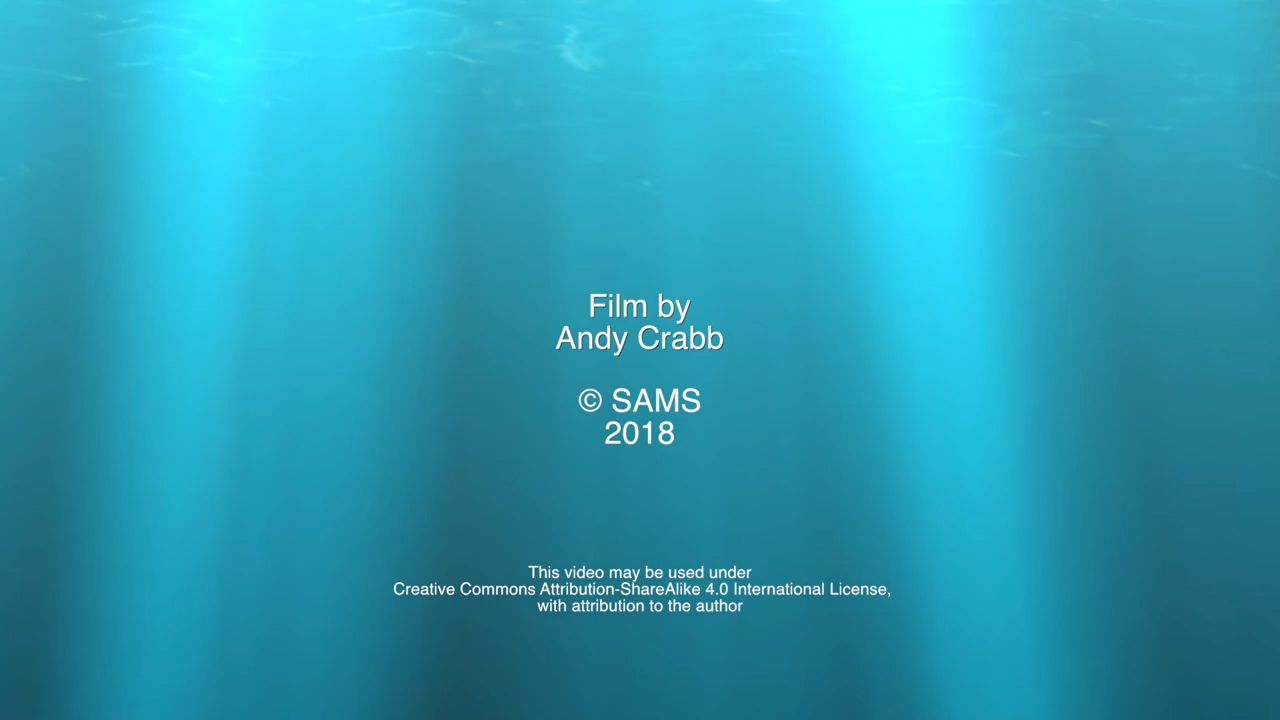 Film by
Andy Crabb
© SAMS
2018
This video may be used under
Creative Commons Attribution-ShareAlike 4.0 International License,
with attribution to the author